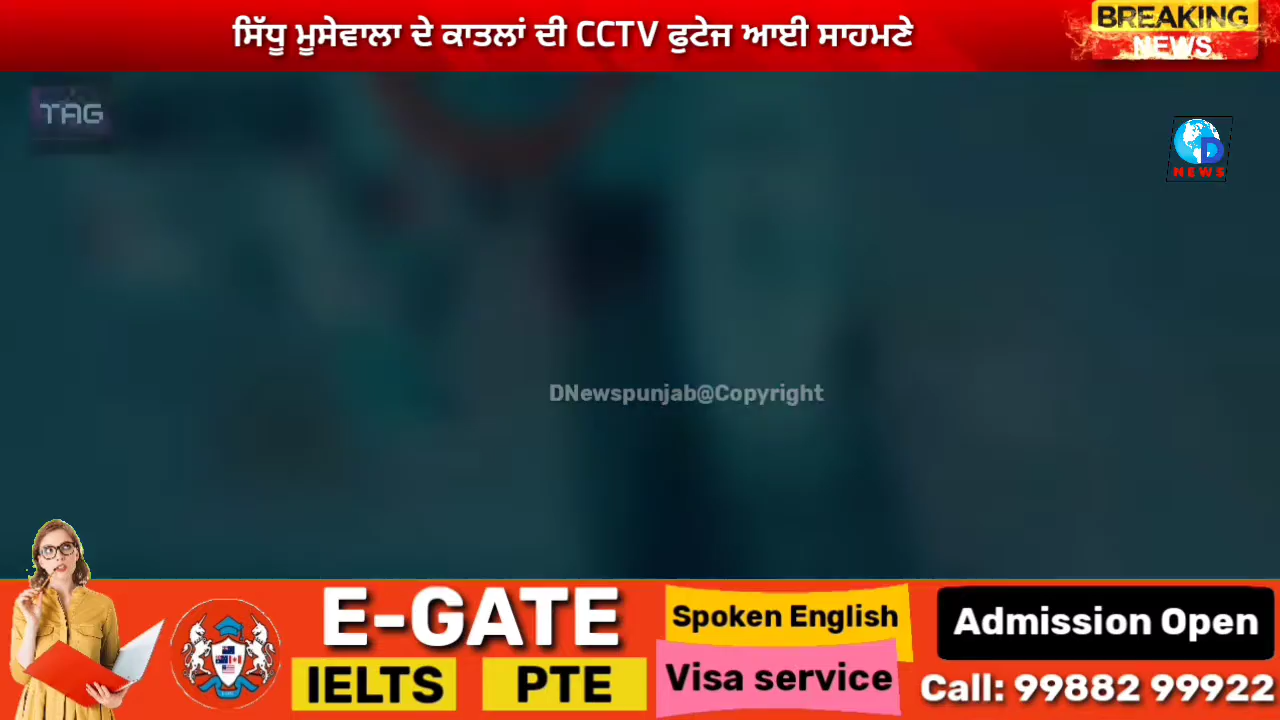 ਸਿੱਧੂ ਮੂਸੇਵਾਲਾ ਦੇ ਕਾਤਲਾਂ ਦੀ CCTV ਫੁਟੇਜ ਆਈ ਸਾਹਮਣੇ
BREAKING
NEWS
TAG
D
NEWS
DNewspunjab@Copyright
E-GATE
IELTS
PTE
Spoken English
Visa service
Admission Open
Call: 99882 99922